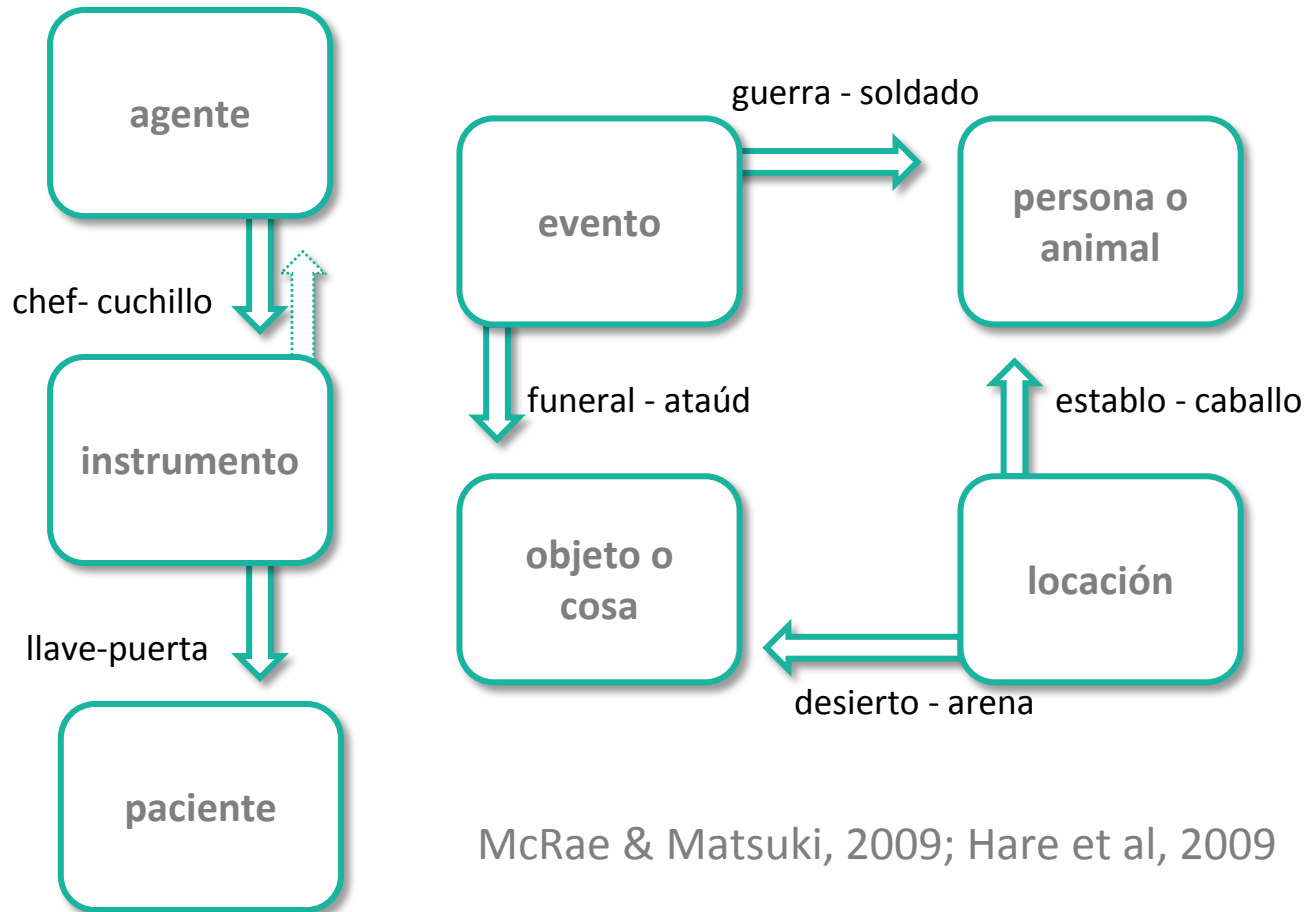 agente
chef- cuchillo
instrumento
llave-puerta
paciente
guerra - soldado
evento
persona o
animal
funeral - ataúd
establo - caballo
objeto o
cosa
locación
desierto - arena
McRae & Matsuki, 2009; Hare et al, 2009